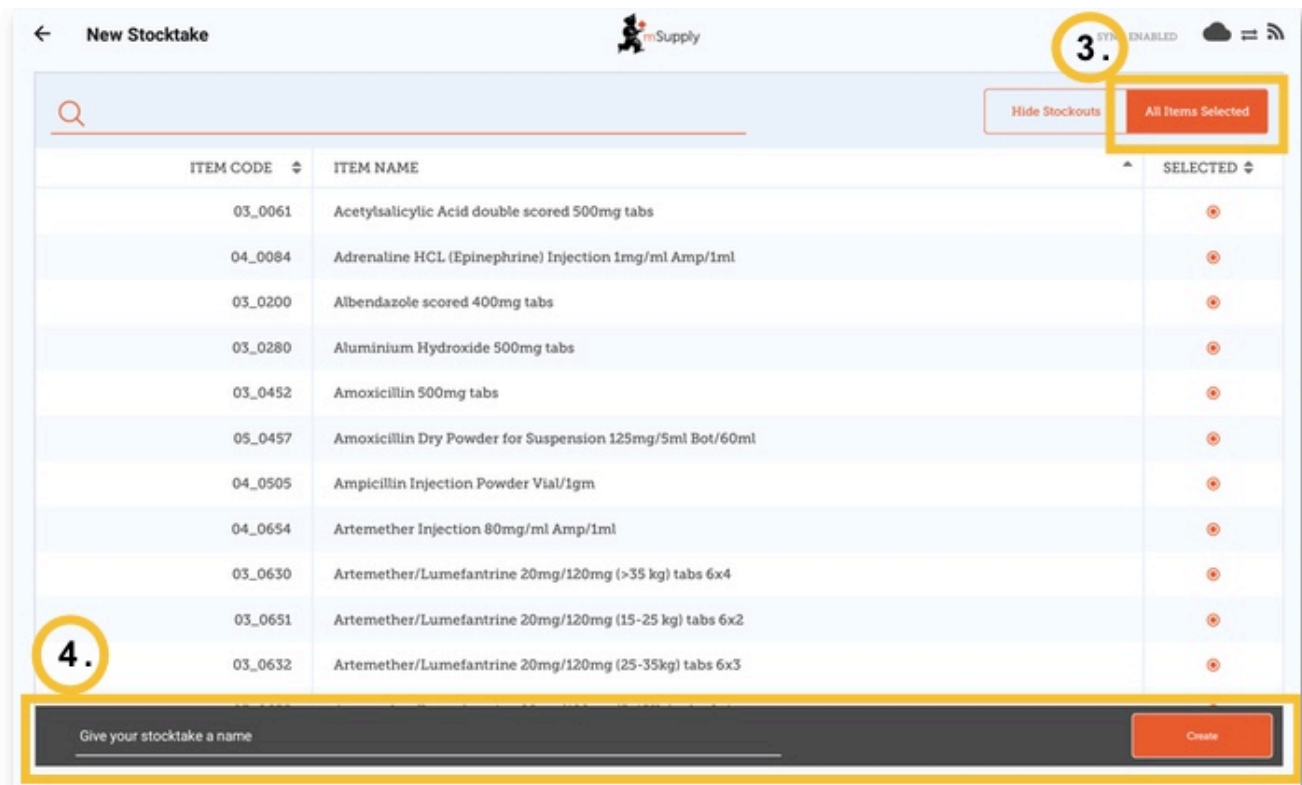 New Stocktake
mSupply
3.
SYNC ENABLED
Hide Stockouts
All Items Selected
ITEM CODE ITEM NAME SELECTED
03_0061 Acetylsalicylic Acid double scored 500mg tabs
04_0084 Adrenaline HCL (Epinephrine) Injection 1mg/ml Amp/1ml
03_0200 Albendazole scored 400mg tabs
03_0280 Aluminium Hydroxide 500mg tabs
03_0452 Amoxicillin 500mg tabs
05_0457 Amoxicillin Dry Powder for Suspension 125mg/5ml Bot/60ml
04_0505 Ampicillin Injection Powder Vial/1gm
04_0654 Artemether Injection 80mg/ml Amp/1ml
03_0630 Artemether/Lumefantrine 20mg/120mg (>35 kg) tabs 6x4
03_0651 Artemether/Lumefantrine 20mg/120mg (15-25 kg) tabs 6x2
4.
03_0632 Artemether/Lumefantrine 20mg/120mg (25-35kg) tabs 6x3
Give your stocktake a name
Create